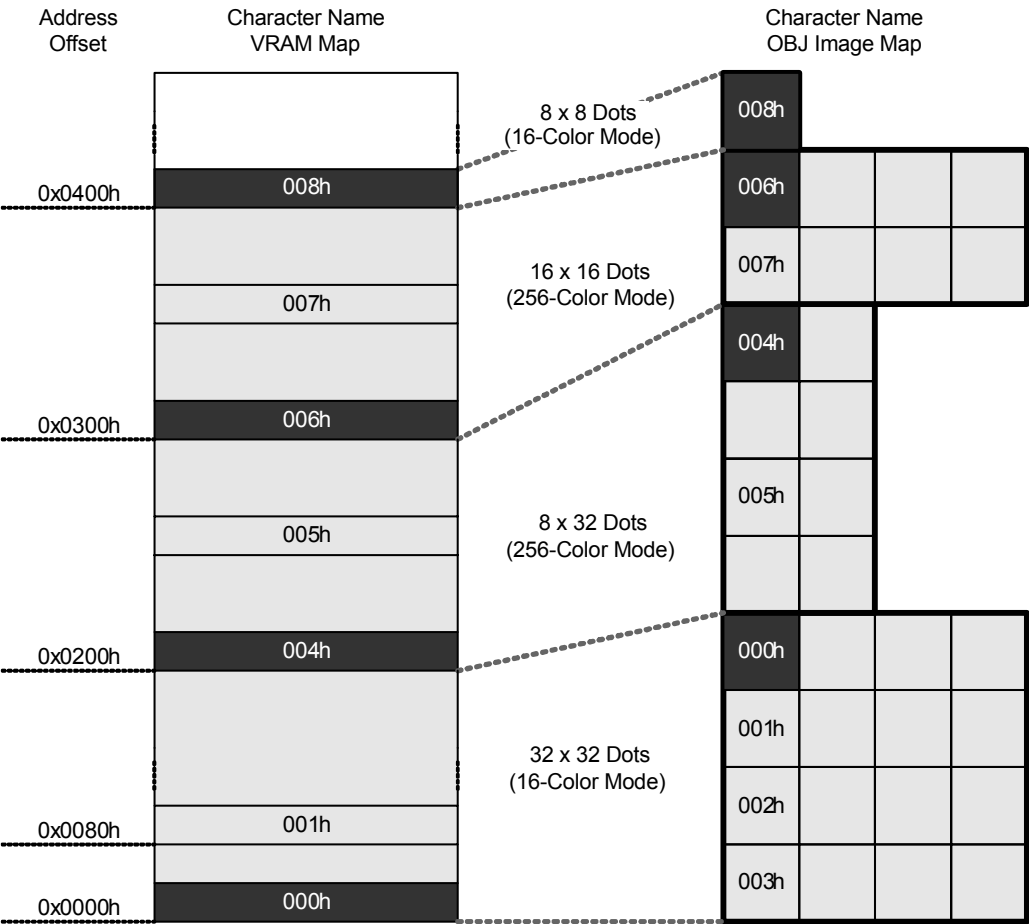 Address
Offset
Character Name
VRAM Map
Character Name
OBJ Image Map
8 x 8 Dots
(16-Color Mode)
008h
008h
0x0400h
006h
16 x 16 Dots
(256-Color Mode)
007h
007h
004h
006h
0x0300h
005h
8 x 32 Dots
(256-Color Mode)
005h
004h
0x0200h
000h
001h
32 x 32 Dots
(16-Color Mode)
002h
001h
0x0080h
003h
000h
0x0000h